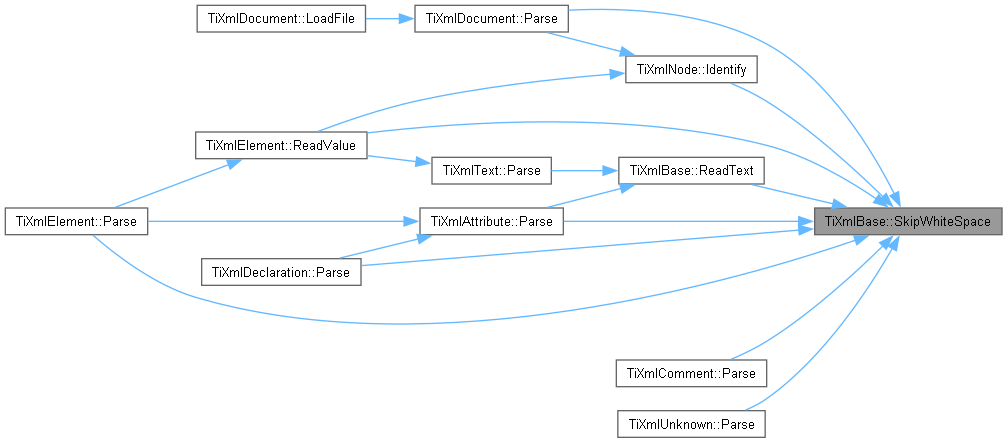 TiXmlDocument::LoadFile
TiXmlDocument::Parse
TiXmlNode::Identify
TiXmlElement::ReadValue
TiXmlText::Parse
TiXmlBase::ReadText
TiXmlElement::Parse
TiXmlAttribute::Parse
TiXmlBase::SkipWhiteSpace
TiXmlDeclaration::Parse
TiXmlComment::Parse
TiXmlUnknown::Parse